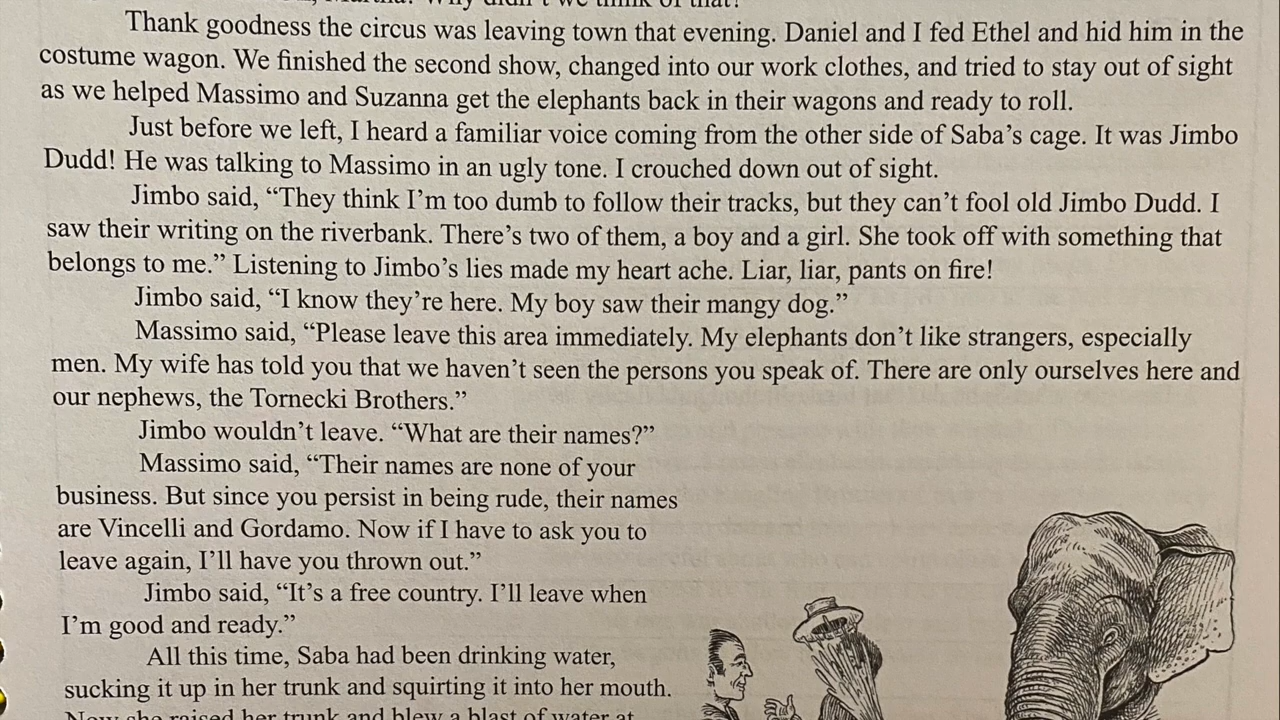 Thank goodness the circus was leaving town that evening. Daniel and I fed Ethel and hid him in the
costume wagon. We finished the second show, changed into our work clothes, and tried to stay out of sight
as we helped Massimo and Suzanna get the elephants back in their wagons and ready to roll.
Just before we left, I heard a familiar voice coming from the other side of Saba’s cage. It was Jimbo
Dudd! He was talking to Massimo in an ugly tone. I crouched down out of sight.
Jimbo said, “They think I’m too dumb to follow their tracks, but they can’t fool old Jimbo Dudd. I
saw their writing on the riverbank. There’s two of them, a boy and a girl. She took off with something that
belongs to me.” Listening to Jimbo’s lies made my heart ache. Liar, liar, pants on fire!
Jimbo said, “I know they’re here. My boy saw their mangy dog.”
Massimo said, “Please leave this area immediately. My elephants don’t like strangers, especially
men. My wife has told you that we haven’t seen the persons you speak of. There are only ourselves here and
our nephews, the Tornecki Brothers.”
Jimbo wouldn’t leave. “What are their names?”
Massimo said, “Their names are none of your
business. But since you persist in being rude, their names
are Vincelli and Gordamo. Now if I have to ask you to
leave again, I’ll have you thrown out.”
Jimbo said, “It’s a free country. I’ll leave when
I’m good and ready.”
All this time, Saba had been drinking water,
sucking it up in her trunk and squirting it into her mouth.
Now she raised her trunk and blew a blast of water at